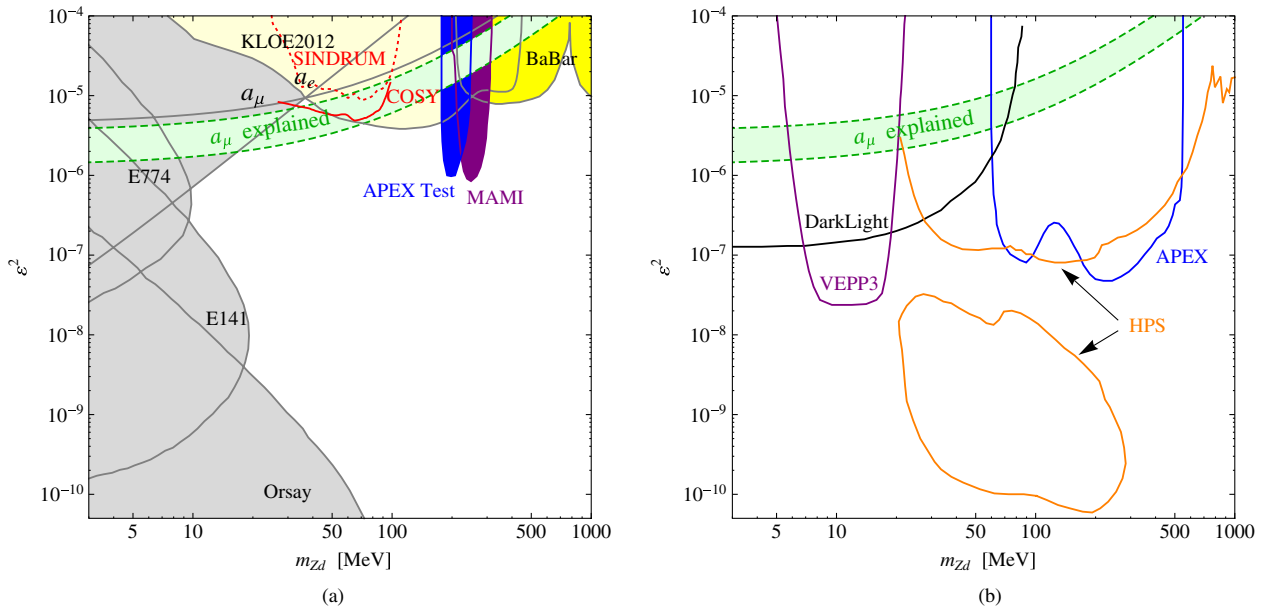 10⁻⁴
10⁻⁵
10⁻⁶
10⁻⁷
10⁻⁸
10⁻⁹
10⁻¹⁰
ε²
KLOE2012
SINDRUM
BaBar
a_e
a_μ
COSY
a_μ explained
E774
APEX Test
MAMI
E141
Orsay
5 10 50 100 500 1000
m_Zd [MeV]
(a)
10⁻⁴
10⁻⁵
10⁻⁶
10⁻⁷
10⁻⁸
10⁻⁹
10⁻¹⁰
ε²
a_μ explained
DarkLight
APEX
VEPP3
HPS
5 10 50 100 500 1000
m_Zd [MeV]
(b)